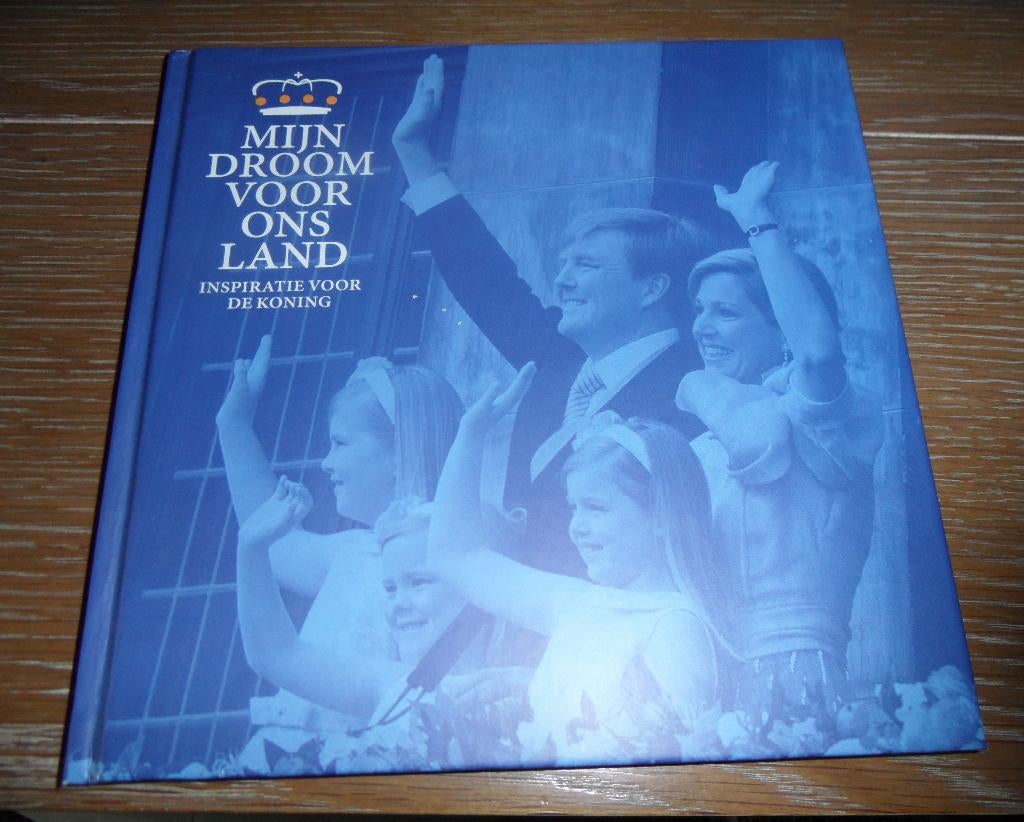 MIJN
DROOM
VOOR
ONS
LAND
INSPIRATIE VOOR
DE KONING